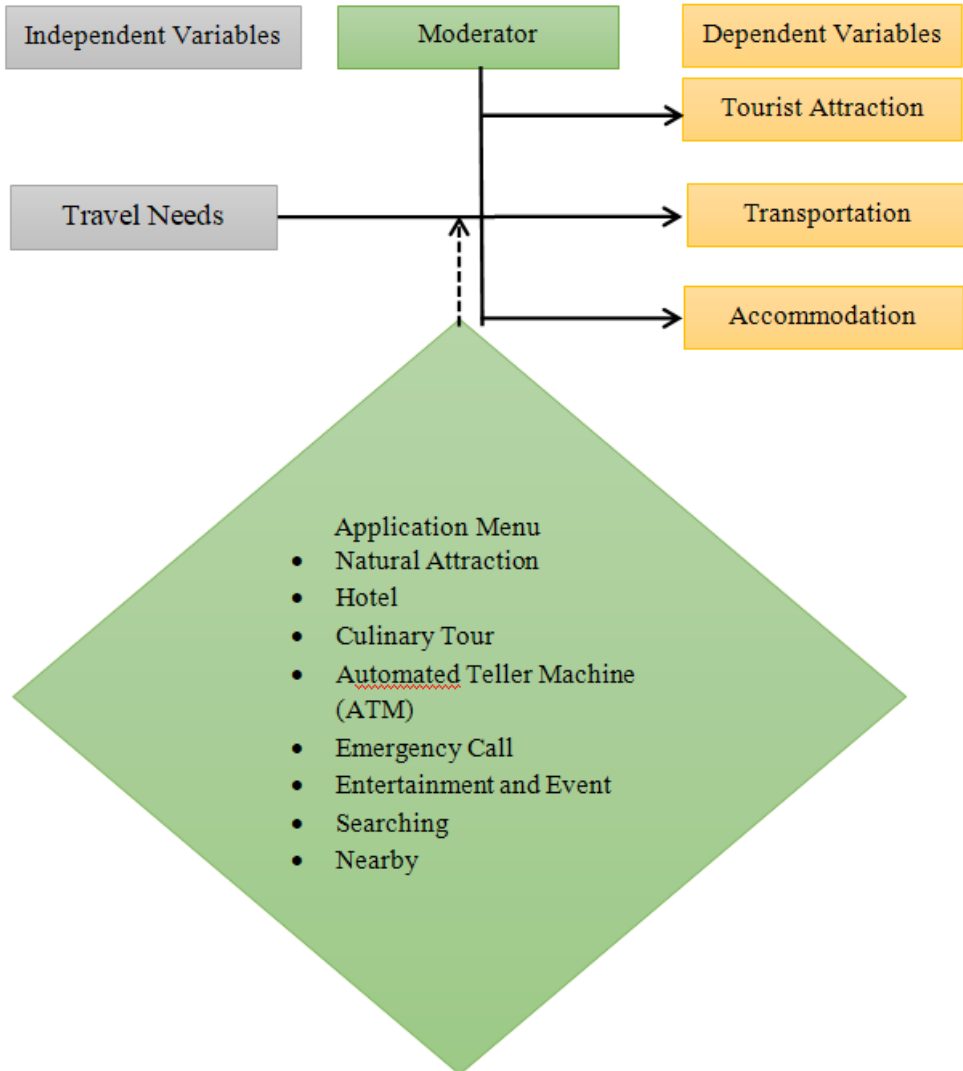 Independent Variables
Moderator
Dependent Variables
Tourist Attraction
Travel Needs
Transportation
Accommodation
Application Menu
• Natural Attraction
• Hotel
• Culinary Tour
• Automated Teller Machine
(ATM)
• Emergency Call
• Entertainment and Event
• Searching
• Nearby